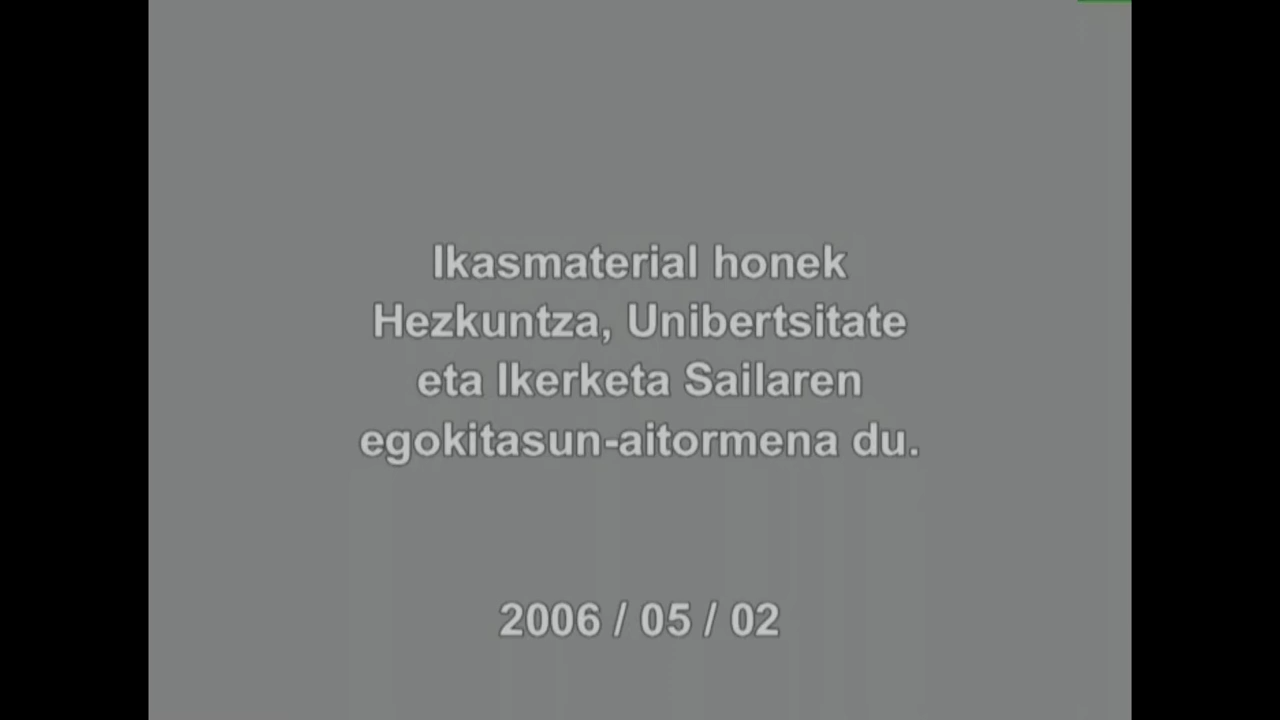 Ikasmaterial honek
Hezkuntza, Unibertsitate
eta Ikerketa Sailaren
egokitasun-aitormena du.
2006 / 05 / 02